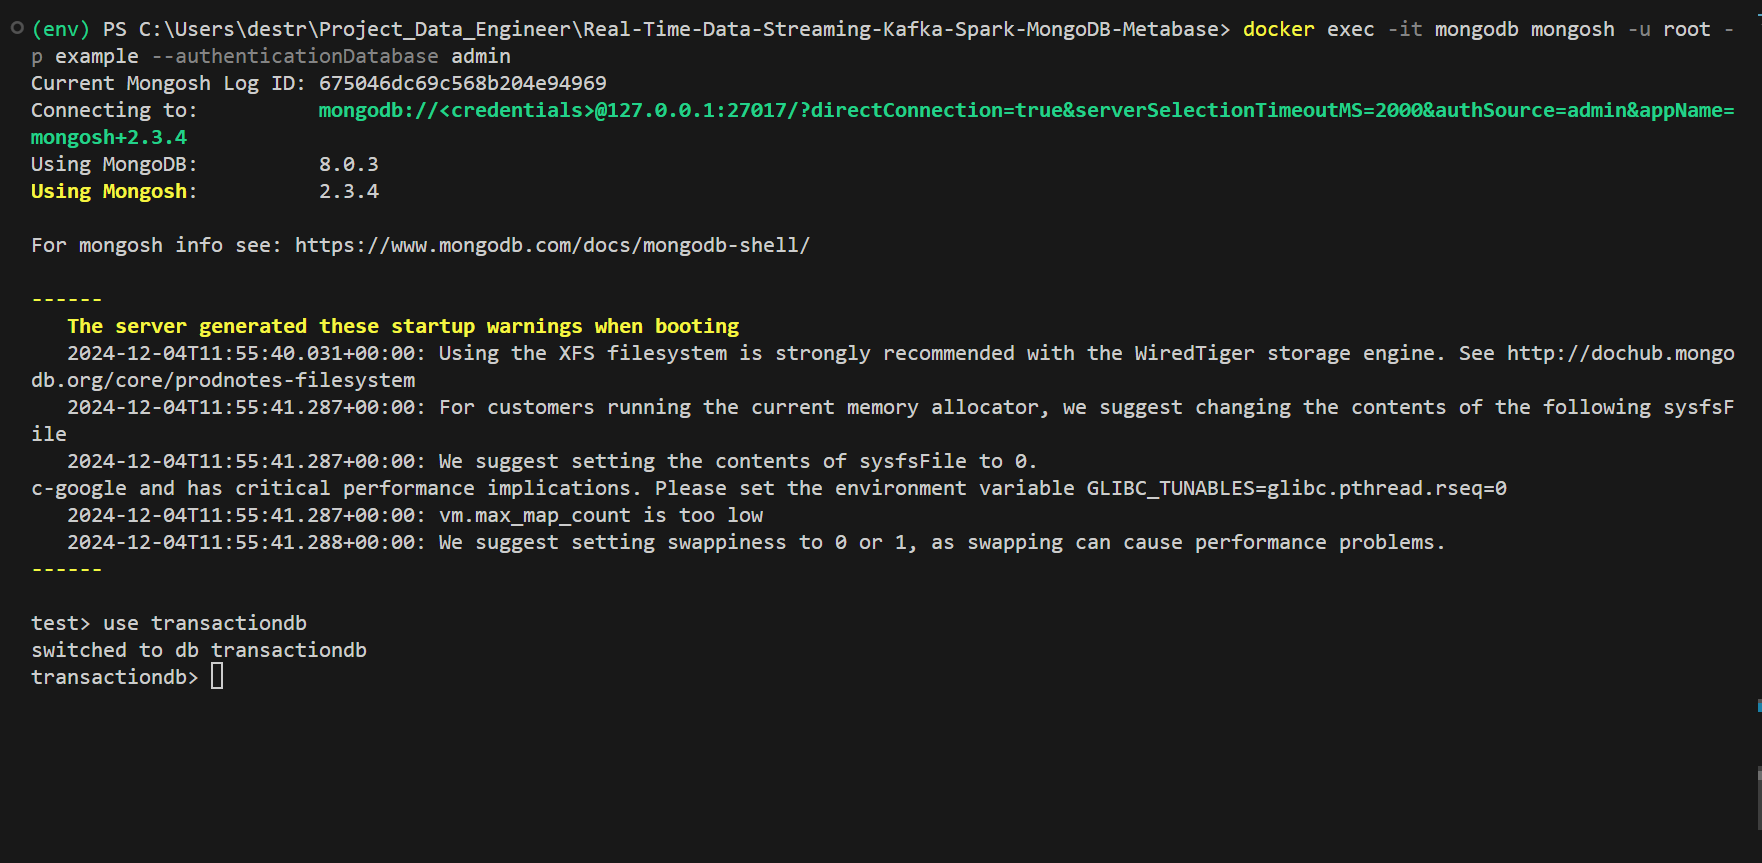 (env) PS C:\Users\destr\Project_Data_Engineer\Real-Time-Data-Streaming-Kafka-Spark-MongoDB-Metabase> docker exec -it mongodb mongosh -u root -
p example --authenticationDatabase admin
Current Mongosh Log ID: 675046dc69c568b204e94969
Connecting to:          mongodb://<credentials>@127.0.0.1:27017/?directConnection=true&serverSelectionTimeoutMS=2000&authSource=admin&appName=
mongosh+2.3.4
Using MongoDB:          8.0.3
Using Mongosh:          2.3.4
For mongosh info see: https://www.mongodb.com/docs/mongodb-shell/
------
   The server generated these startup warnings when booting
   2024-12-04T11:55:40.031+00:00: Using the XFS filesystem is strongly recommended with the WiredTiger storage engine. See http://dochub.mongo
db.org/core/prodnotes-filesystem
   2024-12-04T11:55:41.287+00:00: For customers running the current memory allocator, we suggest changing the contents of the following sysfsF
ile
   2024-12-04T11:55:41.287+00:00: We suggest setting the contents of sysfsFile to 0.
c-google and has critical performance implications. Please set the environment variable GLIBC_TUNABLES=glibc.pthread.rseq=0
   2024-12-04T11:55:41.287+00:00: vm.max_map_count is too low
   2024-12-04T11:55:41.288+00:00: We suggest setting swappiness to 0 or 1, as swapping can cause performance problems.
------
test> use transactiondb
switched to db transactiondb
transactiondb>